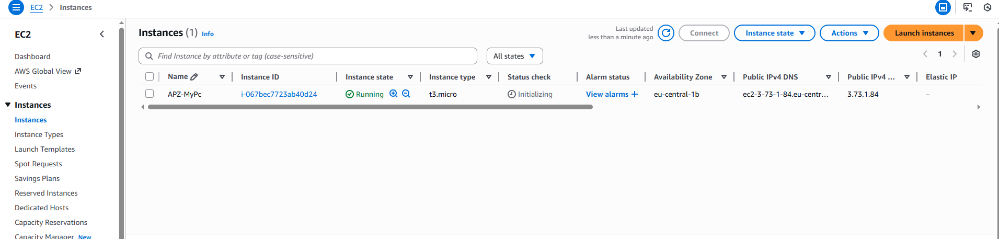 EC2 > Instances
EC2
Dashboard
AWS Global View
Events
Instances
Instances
Instance Types
Launch Templates
Spot Requests
Savings Plans
Reserved Instances
Dedicated Hosts
Capacity Reservations
Capacity Manager New
Instances (1) Info
Last updated
less than a minute ago
Connect
Instance state
Actions
Launch instances
Find Instance by attribute or tag (case-sensitive)
All states
1
Name Instance ID Instance state Instance type Status check Alarm status Availability Zone Public IPv4 DNS Public IPv4 ... Elastic IP
APZ-MyPc i-067bec7723ab40d24 Running t3.micro Initializing View alarms + eu-central-1b ec2-3-73-1-84.eu-centr... 3.73.1.84 –